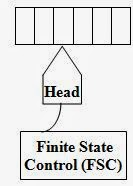 Head
Finite State
Control (FSC)